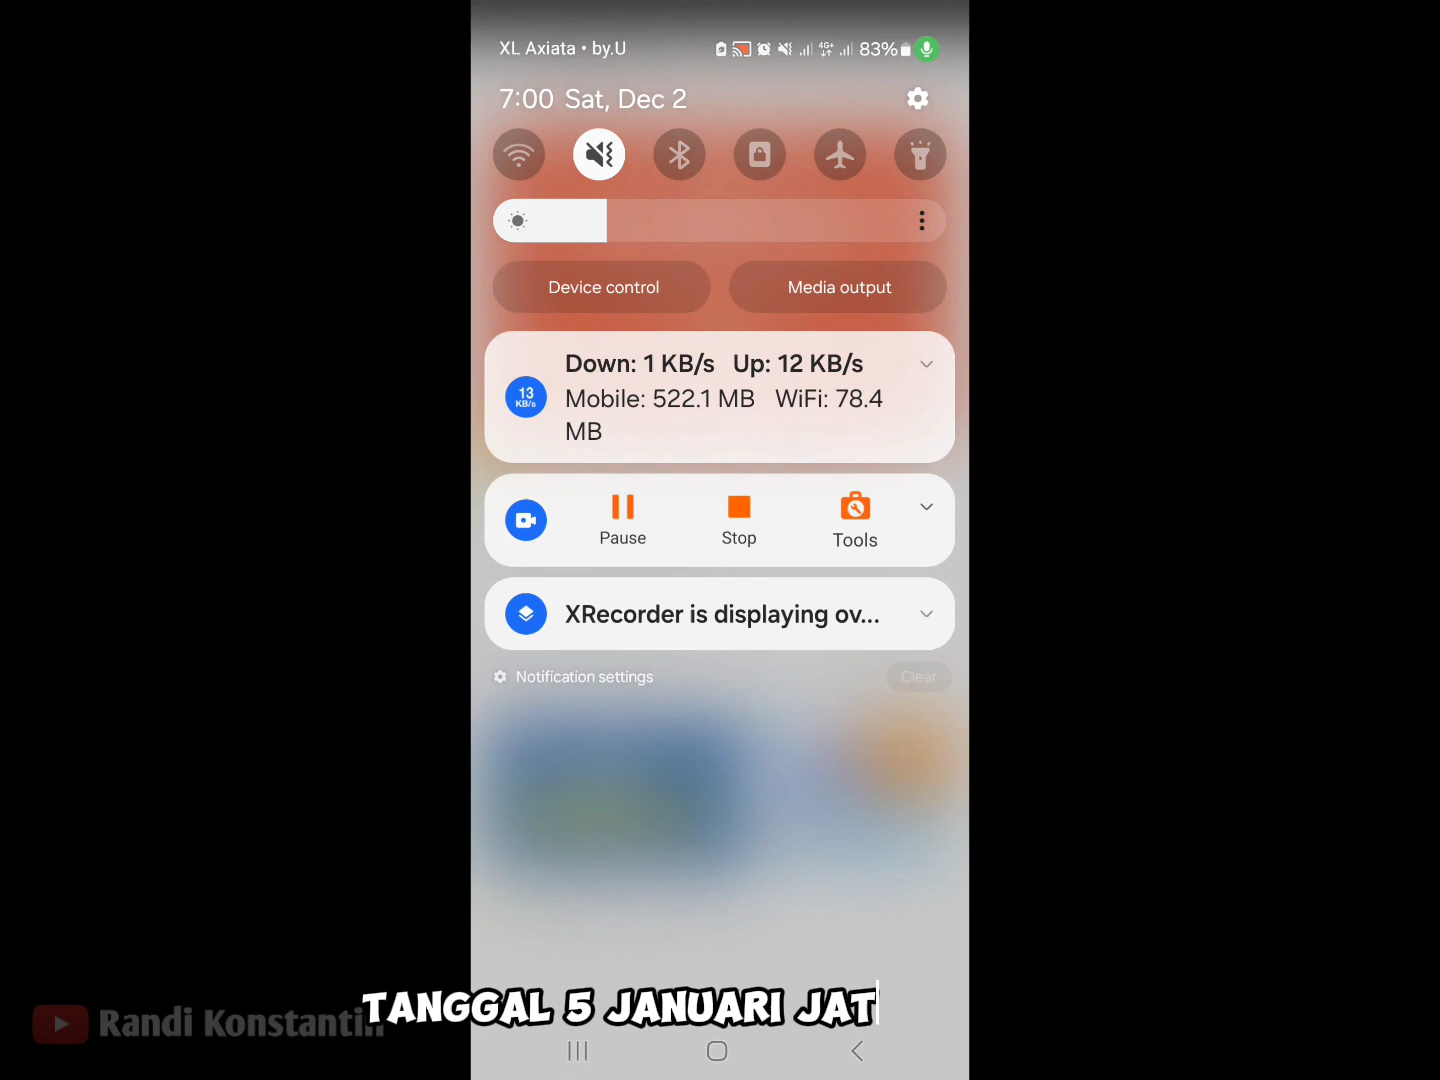 XL Axiata • by.U
4G+
83%
7:00 Sat, Dec 2
Device control
Media output
13
KB/s
Down: 1 KB/s Up: 12 KB/s
Mobile: 522.1 MB WiFi: 78.4
MB
Pause
Stop
Tools
XRecorder is displaying ov...
Notification settings
Clear
TANGGAL 5 JANUARI JAT
Randi Konstantin